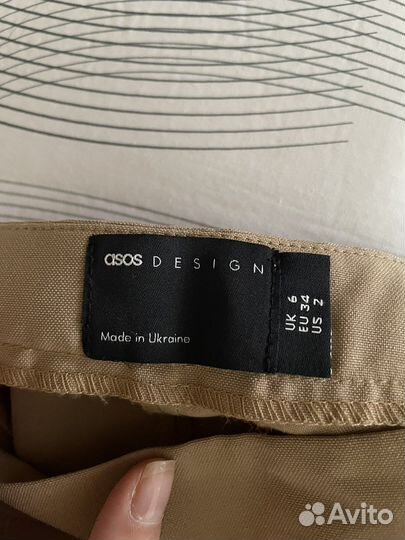 asos DESIGN
Made in Ukraine
UK 6
EU 34
US 2
Avito